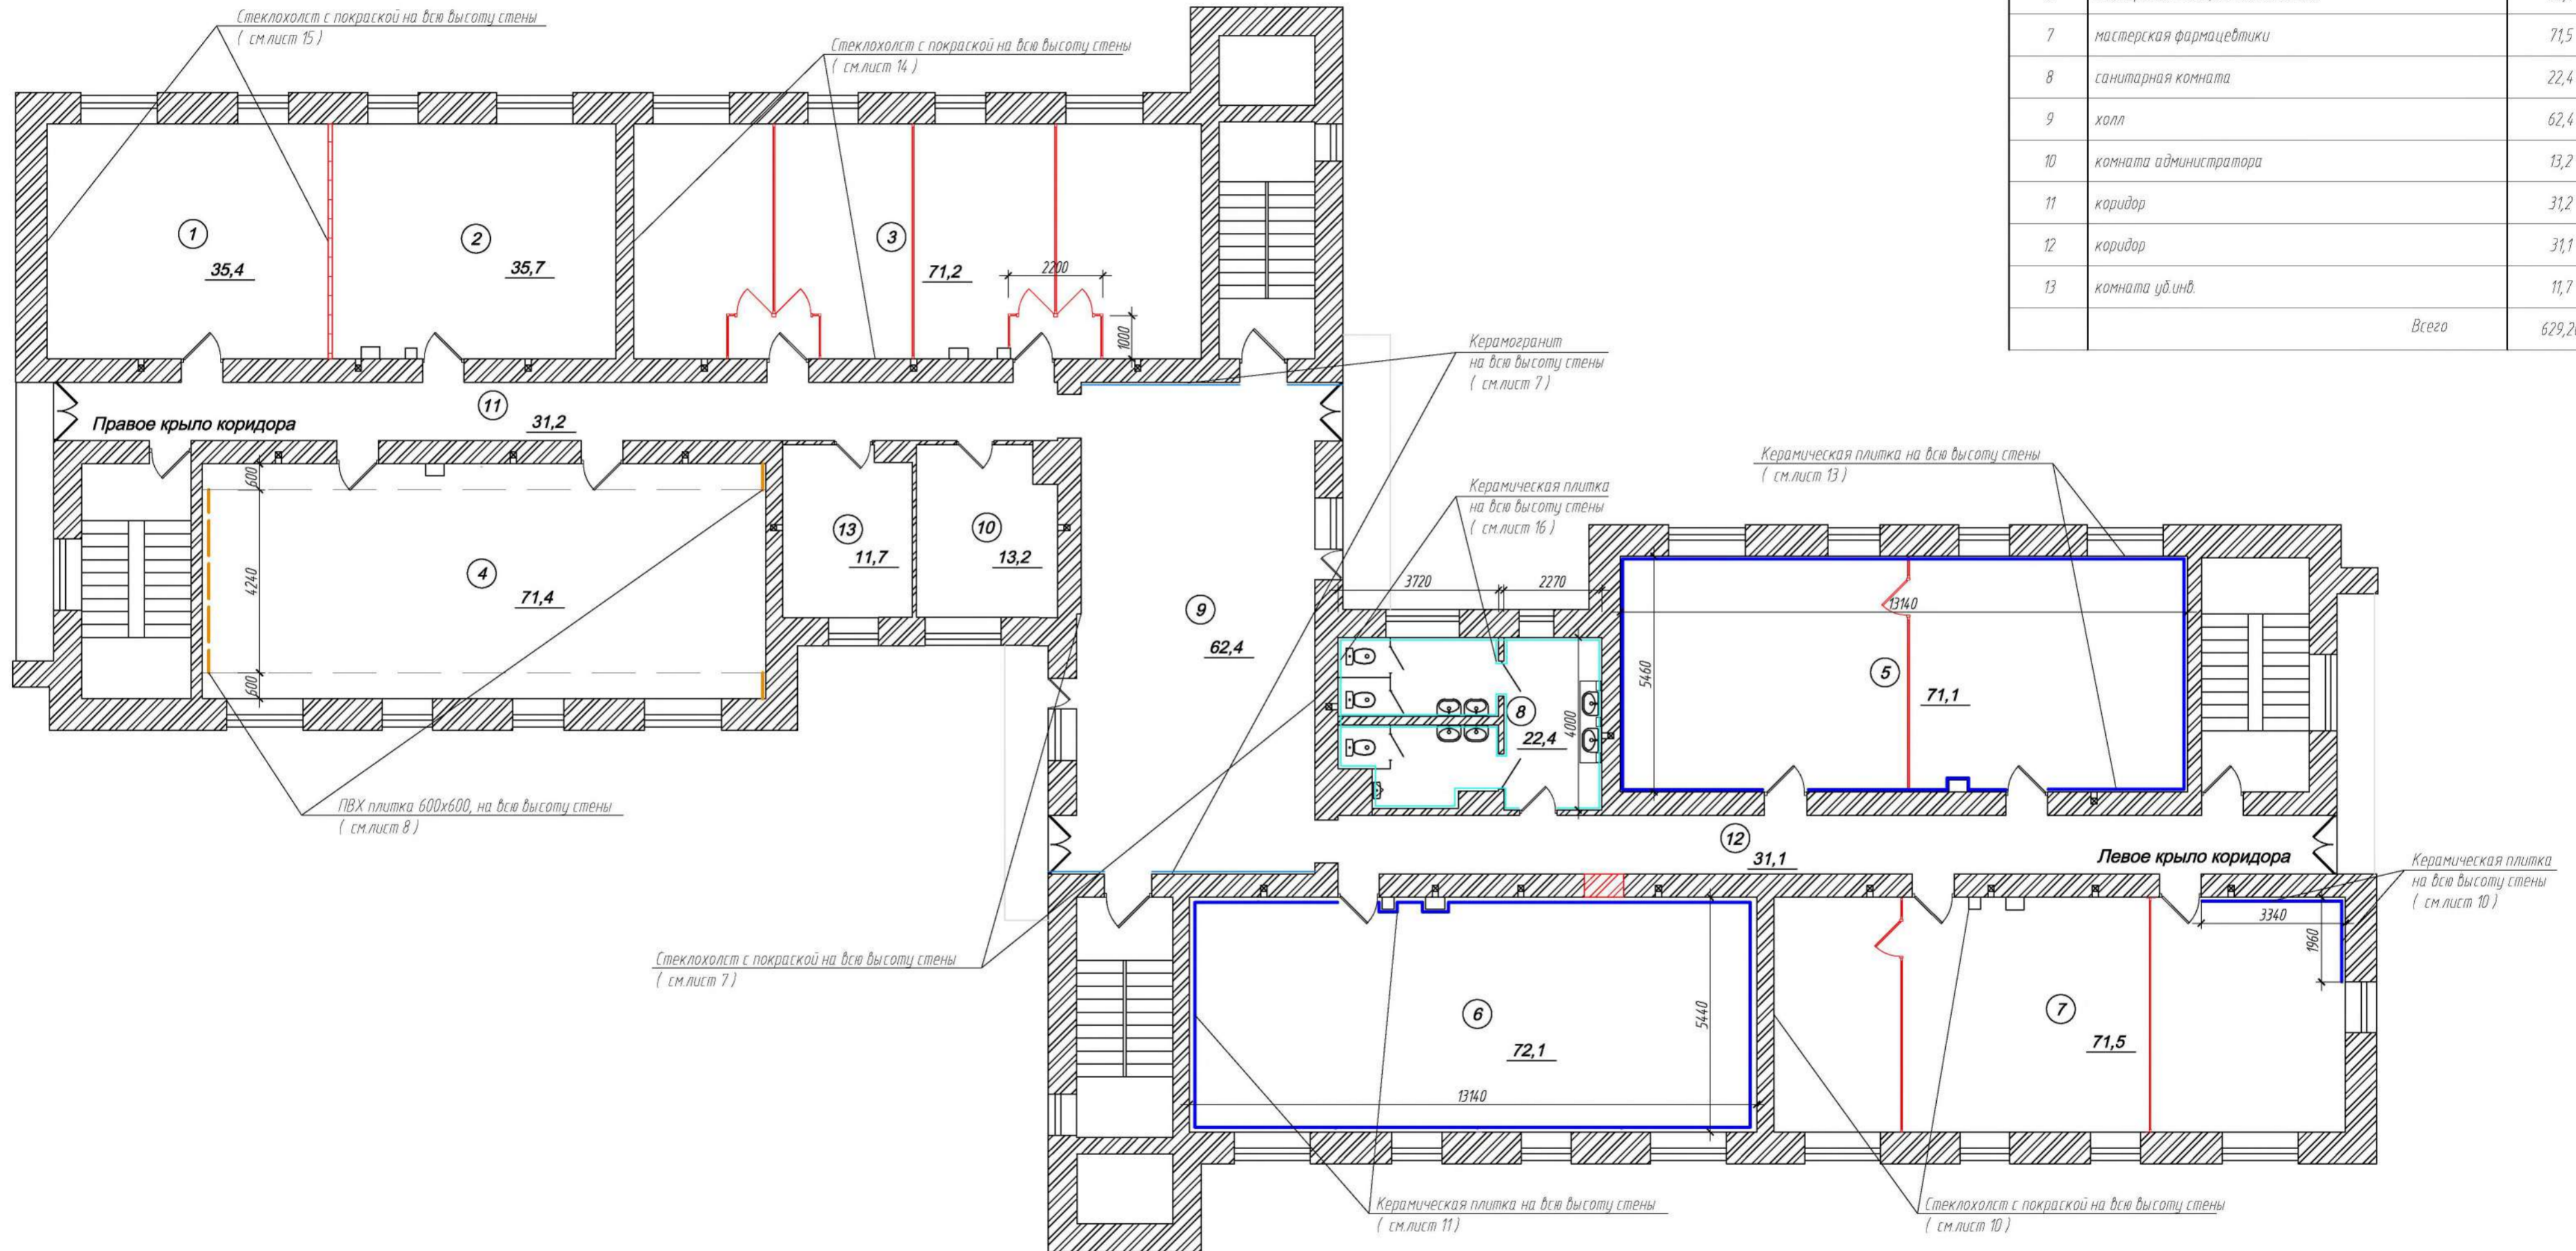 Стеклохолст с покраской на всю высоту стены
( см.лист 15 )
Стеклохолст с покраской на всю высоту стены
( см.лист 14 )
7 мастерская фармацевтики 71,5
8 санитарная комната 22,4
9 холл 62,4
10 комната администратора 13,2
11 коридор 31,2
12 коридор 31,1
13 комната уб.инв. 11,7
Всего 629,2
1
35,4
2
35,7
3
71,2
2200
1000
Керамогранит
на всю высоту стены
( см.лист 7 )
11
31,2
Правое крыло коридора
Керамическая плитка на всю высоту стены
( см.лист 13 )
Керамическая плитка
на всю высоту стены
( см.лист 16 )
600
4240
600
4
71,4
13
11,7
10
13,2
9
62,4
3720
2270
4000
8
22,4
13140
5460
5
71,1
ПВХ плитка 600х600, на всю высоту стены
( см.лист 8 )
12
31,1
Левое крыло коридора
Керамическая плитка
на всю высоту стены
( см.лист 10 )
3340
1960
Стеклохолст с покраской на всю высоту стены
( см.лист 7 )
6
72,1
5440
13140
7
71,5
Керамическая плитка на всю высоту стены
( см.лист 11 )
Стеклохолст с покраской на всю высоту стены
( см.лист 10 )